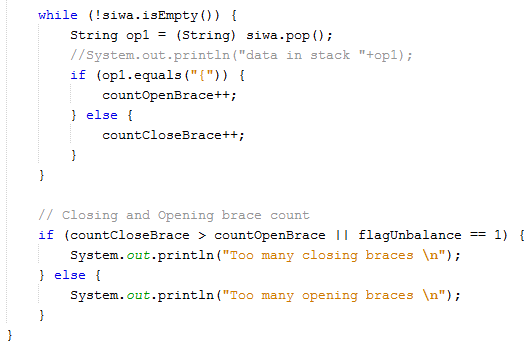 while (!siwa.isEmpty()) {
    String op1 = (String) siwa.pop();
    //System.out.println("data in stack "+op1);
    if (op1.equals("{")) {
        countOpenBrace++;
    } else {
        countCloseBrace++;
    }
}
// Closing and Opening brace count
if (countCloseBrace > countOpenBrace || flagUnbalance == 1) {
    System.out.println("Too many closing braces \n");
} else {
    System.out.println("Too many opening braces \n");
}
}